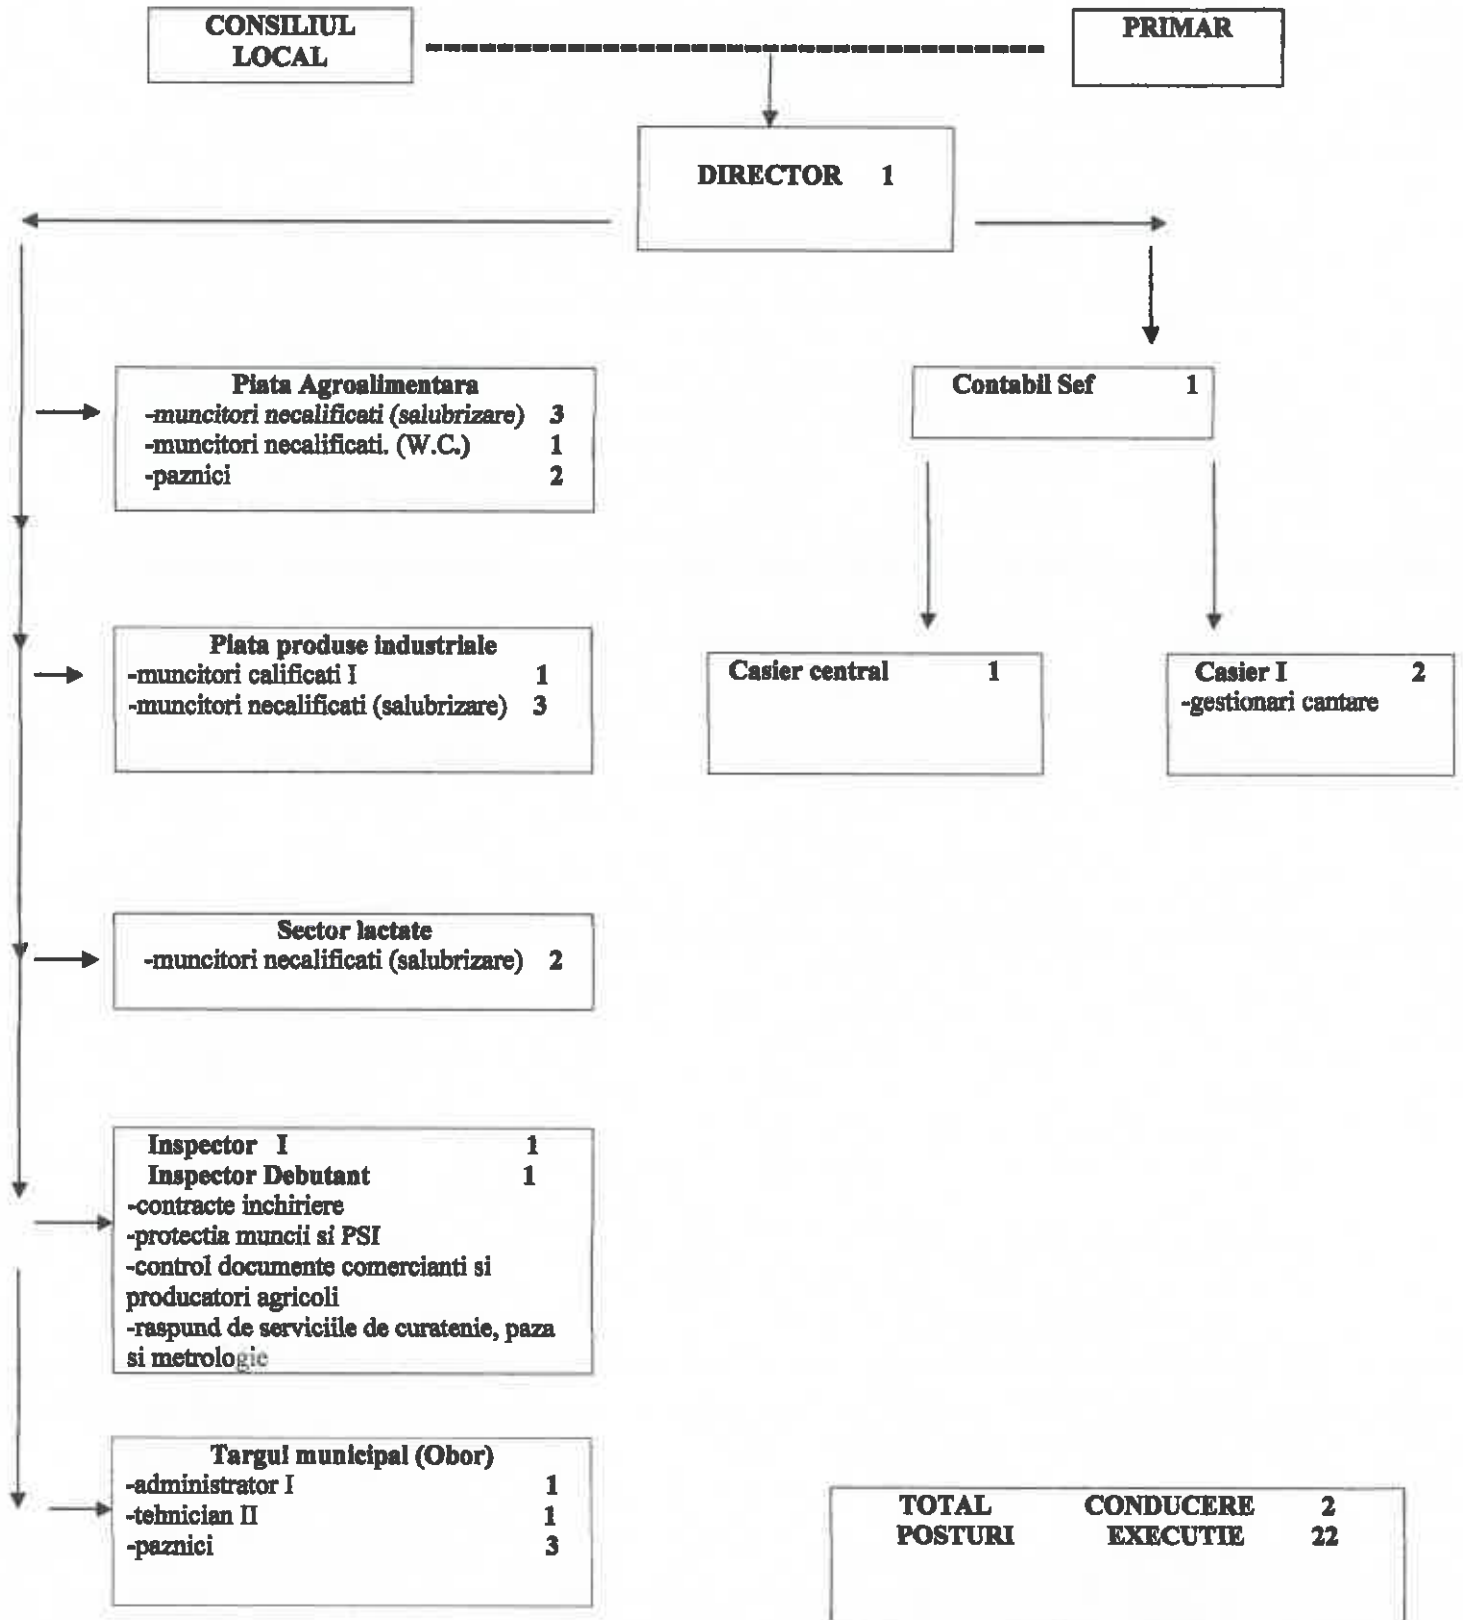 CONSILIUL
LOCAL
PRIMAR
DIRECTOR 1
Piata Agroalimentara
-muncitori necalificati (salubrizare) 3
-muncitori necalificati. (W.C.) 1
-paznici 2
Contabil Sef 1
Piata produse industriale
-muncitori calificati I 1
-muncitori necalificati (salubrizare) 3
Casier central 1
Casier I 2
-gestionari cantare
Sector lactate
-muncitori necalificati (salubrizare) 2
Inspector I 1
Inspector Debutant 1
-contracte inchiriere
-protectia muncii si PSI
-control documente comercianti si
producatori agricoli
-raspund de serviciile de curatenie, paza
si metrologie
Targul municipal (Obor)
-administrator I 1
-tehnician II 1
-paznici 3
TOTAL CONDUCERE 2
POSTURI EXECUTIE 22